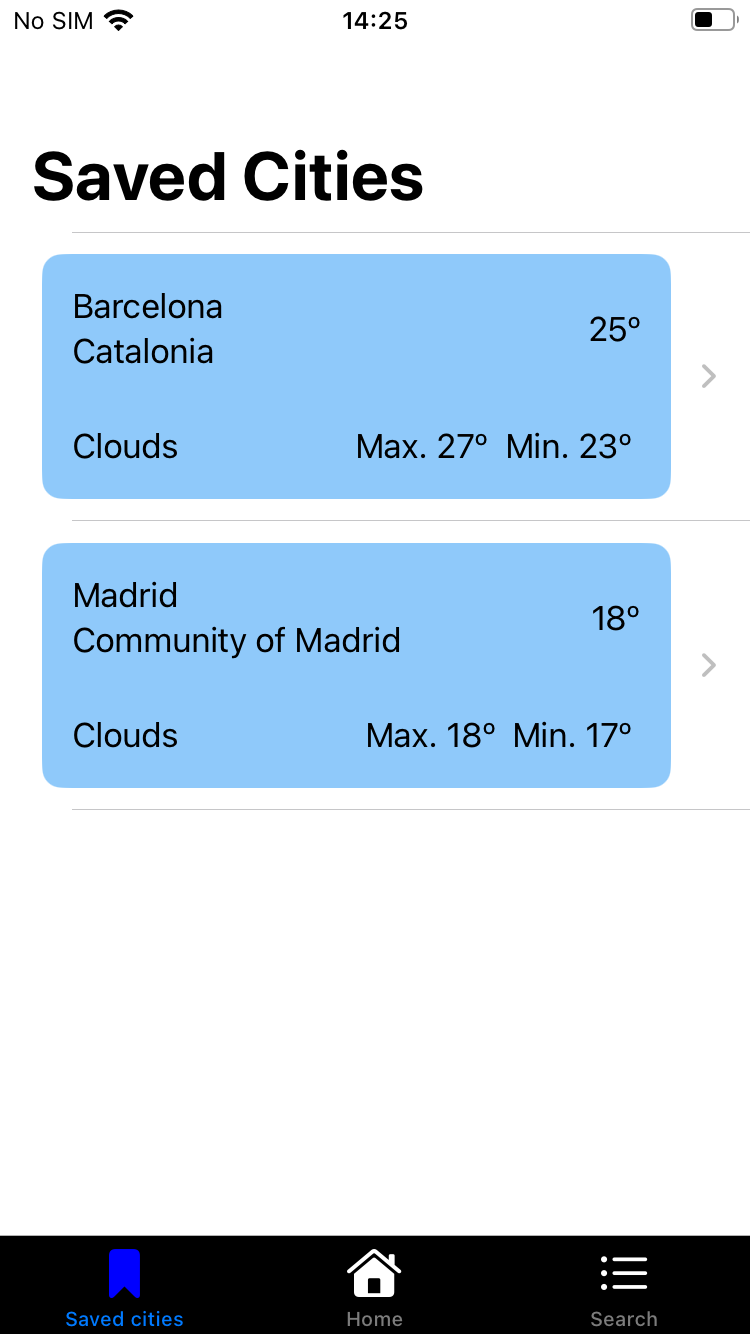 No SIM 14:25
Saved Cities
Barcelona
Catalonia
25º
Clouds Max. 27º Min. 23º
Madrid
Community of Madrid
18º
Clouds Max. 18º Min. 17º
Saved cities Home Search